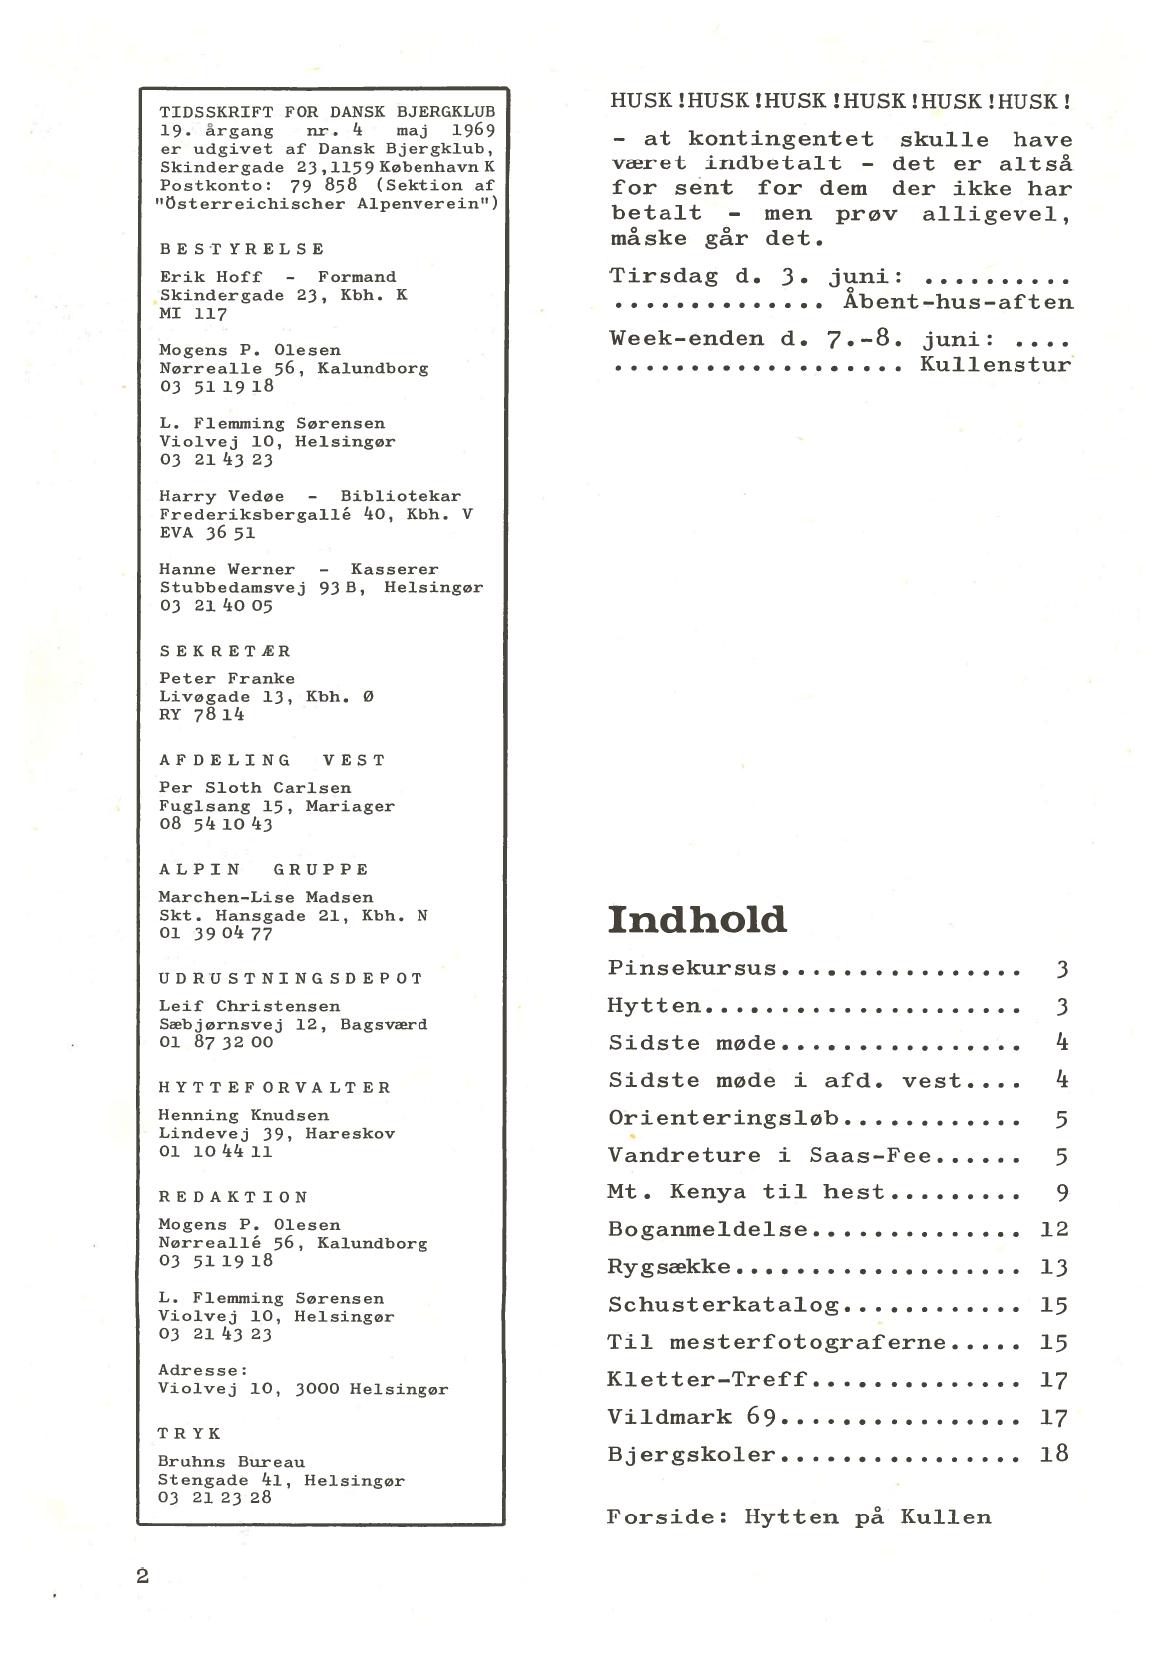 TIDSSKRIFT FOR DANSK BJERGKLUB
19. årgang nr. 4 maj 1969
er udgivet af Dansk Bjergklub,
Skindergade 23,1159 København K
Postkonto: 79 858 (Sektion af
"Österreichischer Alpenverein")
BESTYRELSE
Erik Hoff - Formand
Skindergade 23, Kbh. K
MI 117
Mogens P. Olesen
Nørrealle 56, Kalundborg
03 51 19 18
L. Flemming Sørensen
Violvej 10, Helsingør
03 21 43 23
Harry Vedøe - Bibliotekar
Frederiksbergallé 40, Kbh. V
EVA 36 51
Hanne Werner - Kasserer
Stubbedamsvej 93 B, Helsingør
03 21 40 05
SEKRETÆR
Peter Franke
Livøgade 13, Kbh. Ø
RY 78 14
AFDELING VEST
Per Sloth Carlsen
Fuglsang 15, Mariager
08 54 10 43
ALPIN GRUPPE
Marchen-Lise Madsen
Skt. Hansgade 21, Kbh. N
01 39 04 77
UDRUSTNINGSDEPOT
Leif Christensen
Sæbjørnsvej 12, Bagsværd
01 87 32 00
HYTTEFORVALTER
Henning Knudsen
Lindevej 39, Hareskov
01 10 44 11
REDAKTION
Mogens P. Olesen
Nørreallé 56, Kalundborg
03 51 19 18
L. Flemming Sørensen
Violvej 10, Helsingør
03 21 43 23
Adresse:
Violvej 10, 3000 Helsingør
TRYK
Bruhns Bureau
Stengade 41, Helsingør
03 21 23 28
2
HUSK!HUSK!HUSK!HUSK!HUSK!HUSK!
- at kontingentet skulle have
været indbetalt - det er altså
for sent for dem der ikke har
betalt - men prøv alligevel,
måske går det.
Tirsdag d. 3. juni: ..........
.............. Åbent-hus-aften
Week-enden d. 7.-8. juni: ....
................... Kullenstur
Indhold
Pinsekursus................ 3
Hytten..................... 3
Sidste møde................ 4
Sidste møde i afd. vest.... 4
Orienteringsløb............ 5
Vandreture i Saas-Fee...... 5
Mt. Kenya til hest......... 9
Boganmeldelse.............. 12
Rygsække................... 13
Schusterkatalog............ 15
Til mesterfotograferne..... 15
Kletter-Treff.............. 17
Vildmark 69................ 17
Bjergskoler................ 18
Forside: Hytten på Kullen